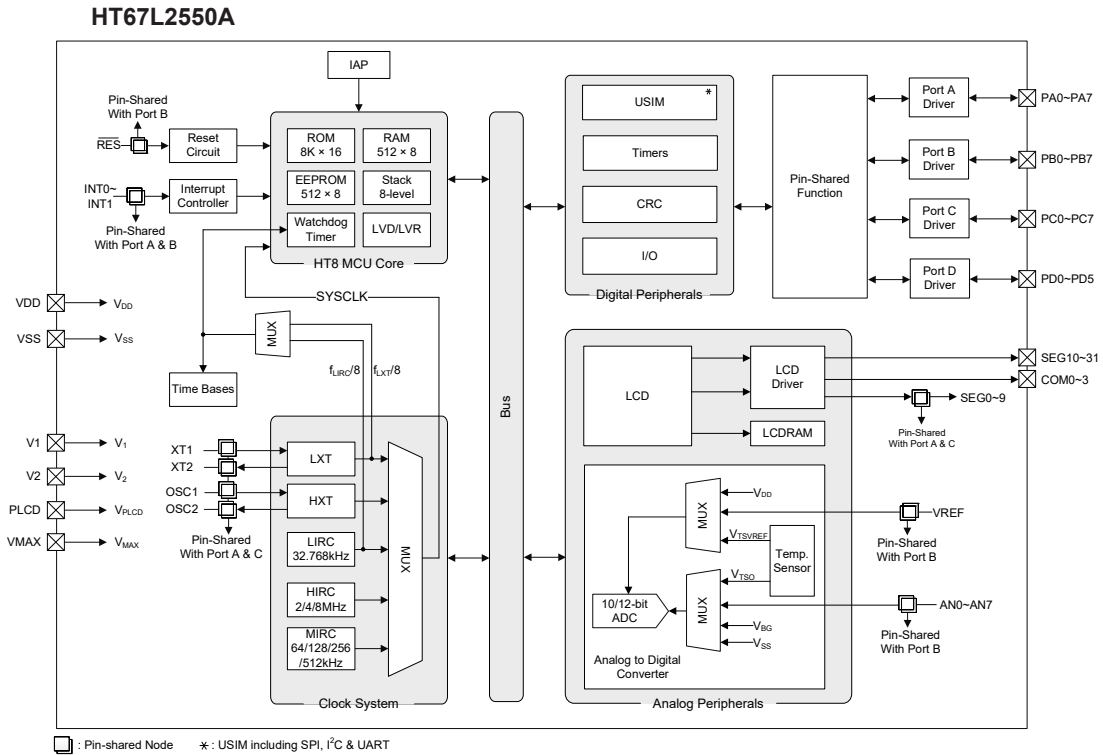 HT67L2550A
IAP
Pin-Shared
With Port B
RES
Reset
Circuit
INT0~
INT1
Interrupt
Controller
Pin-Shared
With Port A & B
ROM
8K × 16
RAM
512 × 8
EEPROM
512 × 8
Stack
8-level
Watchdog
Timer
LVD/LVR
HT8 MCU Core
SYSCLK
MUX
Time Bases
fLIRC/8
fLXT/8
VDD
VDD
VSS
VSS
V1
V1
V2
V2
PLCD
VPLCD
VMAX
VMAX
XT1
XT2
OSC1
OSC2
Pin-Shared
With Port A & C
LXT
HXT
LIRC
32.768kHz
HIRC
2/4/8MHz
MIRC
64/128/256
/512kHz
MUX
Clock System
Bus
USIM
*
Timers
CRC
I/O
Digital Peripherals
Pin-Shared
Function
Port A
Driver
PA0~PA7
Port B
Driver
PB0~PB7
Port C
Driver
PC0~PC7
Port D
Driver
PD0~PD5
LCD
LCD
Driver
LCDRAM
SEG10~31
COM0~3
SEG0~9
Pin-Shared
With Port A & C
MUX
VDD
VREF
Pin-Shared
With Port B
VTSVREF
Temp.
Sensor
VTSO
10/12-bit
ADC
MUX
AN0~AN7
Pin-Shared
With Port B
VBG
VSS
Analog to Digital
Converter
Analog Peripherals
: Pin-shared Node
* : USIM including SPI, I²C & UART